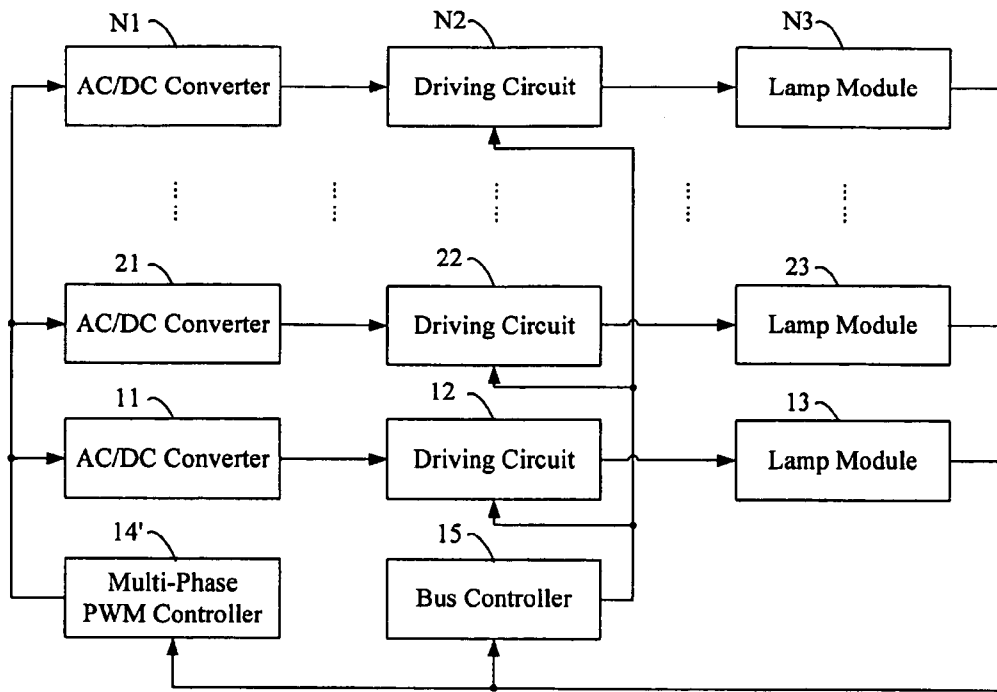 N1
N2
N3
AC/DC Converter
Driving Circuit
Lamp Module
21
22
23
AC/DC Converter
Driving Circuit
Lamp Module
11
12
13
AC/DC Converter
Driving Circuit
Lamp Module
14'
15
Multi-Phase
PWM Controller
Bus Controller